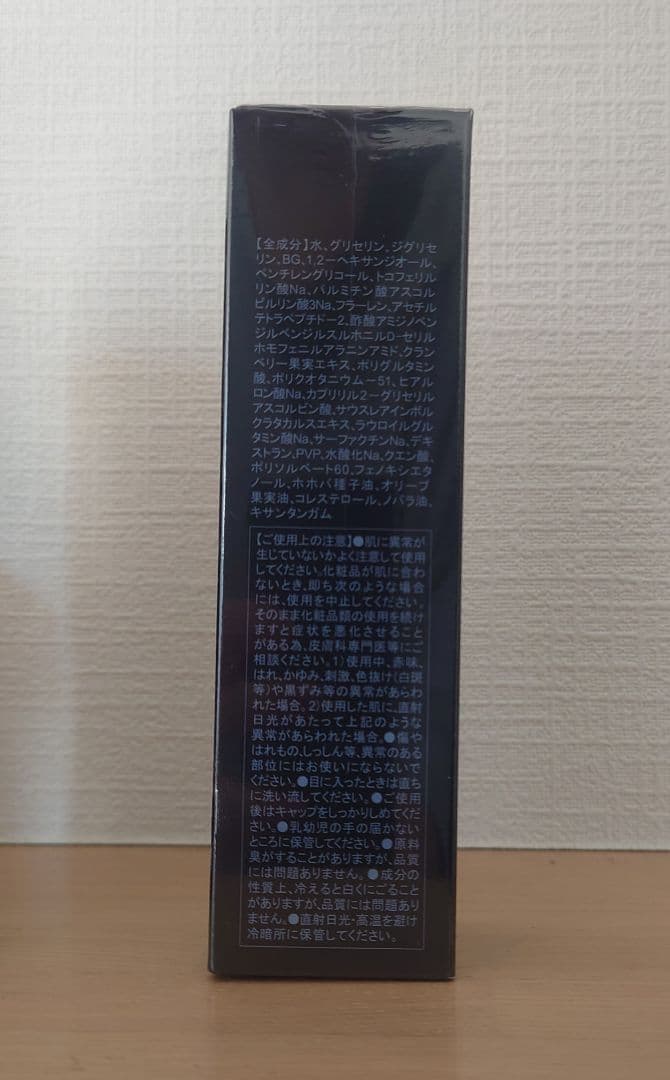 【全成分】水、グリセリン、ジグリセ
リン、BG、1,2-ヘキサンジオール、
ペンチレングリコール、トコフェリル
リン酸Na、パルミチン酸アスコル
ビルリン酸3Na、フラーレン、アセチル
テトラペプチド-2、酢酸アミジノベン
ジルベンジルスルホニルD-セリル
ホモフェニルアラニンアミド、クラン
ベリー果実エキス、ポリグルタミン
酸、ポリクオタニウム-51、ヒアル
ロン酸Na、カプリリル2-グリセリル
アスコルビン酸、サウスレアインボル
クラタカルスエキス、ラウロイルグル
タミン酸Na、サーファクチンNa、デキ
ストラン、PVP、水酸化Na、クエン酸、
ポリソルベート60、フェノキシエタ
ノール、ホホバ種子油、オリーブ
果実油、コレステロール、ノバラ油、
キサンタンガム
【ご使用上の注意】●肌に異常が
生じていないかよく注意して使用
してください。化粧品が肌に合わ
ないとき、即ち次のような場合
には、使用を中止してください。
そのまま化粧品類の使用を続け
ますと症状を悪化させること
がある為、皮膚科専門医等にご
相談ください。1)使用中、赤味、
はれ、かゆみ、刺激、色抜け(白斑
等)や黒ずみ等の異常があらわ
れた場合。2)使用した肌に、直射
日光があたって上記のような
異常があらわれた場合。●傷や
はれもの、しっしん等、異常のある
部位にはお使いにならないで
ください。●目に入ったときは直ち
に洗い流してください。●ご使用
後はキャップをしっかりしめてくだ
さい。●乳幼児の手の届かない
ところに保管してください。●原料
臭がすることがありますが、品質
には問題ありません。●成分の
性質上、冷えると白くにごること
がありますが、品質には問題あり
ません。●直射日光・高温を避け
冷暗所に保管してください。